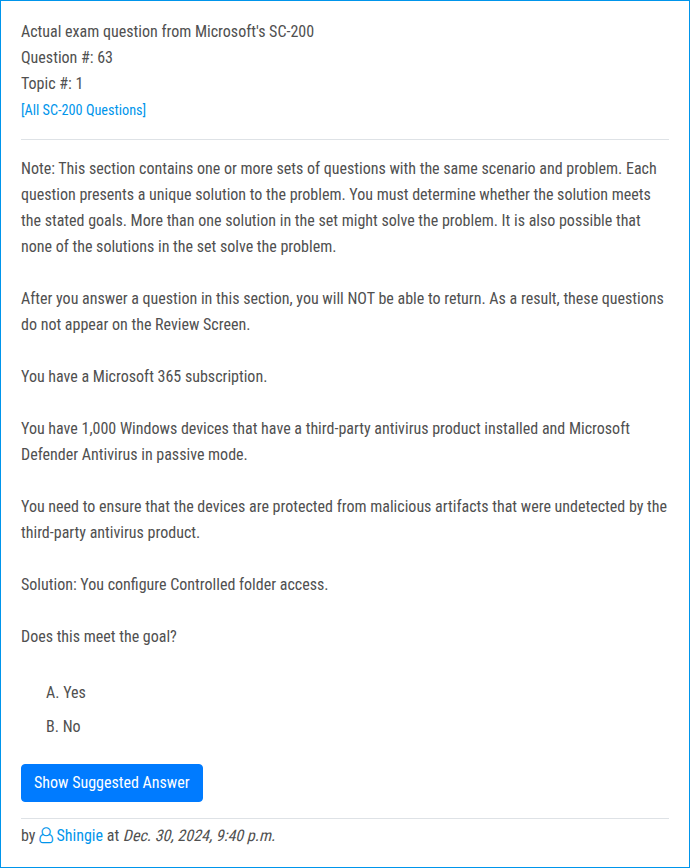 Actual exam question from Microsoft's SC-200
Question #: 63
Topic #: 1
[All SC-200 Questions]
Note: This section contains one or more sets of questions with the same scenario and problem. Each
question presents a unique solution to the problem. You must determine whether the solution meets
the stated goals. More than one solution in the set might solve the problem. It is also possible that
none of the solutions in the set solve the problem.
After you answer a question in this section, you will NOT be able to return. As a result, these questions
do not appear on the Review Screen.
You have a Microsoft 365 subscription.
You have 1,000 Windows devices that have a third-party antivirus product installed and Microsoft
Defender Antivirus in passive mode.
You need to ensure that the devices are protected from malicious artifacts that were undetected by the
third-party antivirus product.
Solution: You configure Controlled folder access.
Does this meet the goal?
A. Yes
B. No
Show Suggested Answer
by Shingie at Dec. 30, 2024, 9:40 p.m.